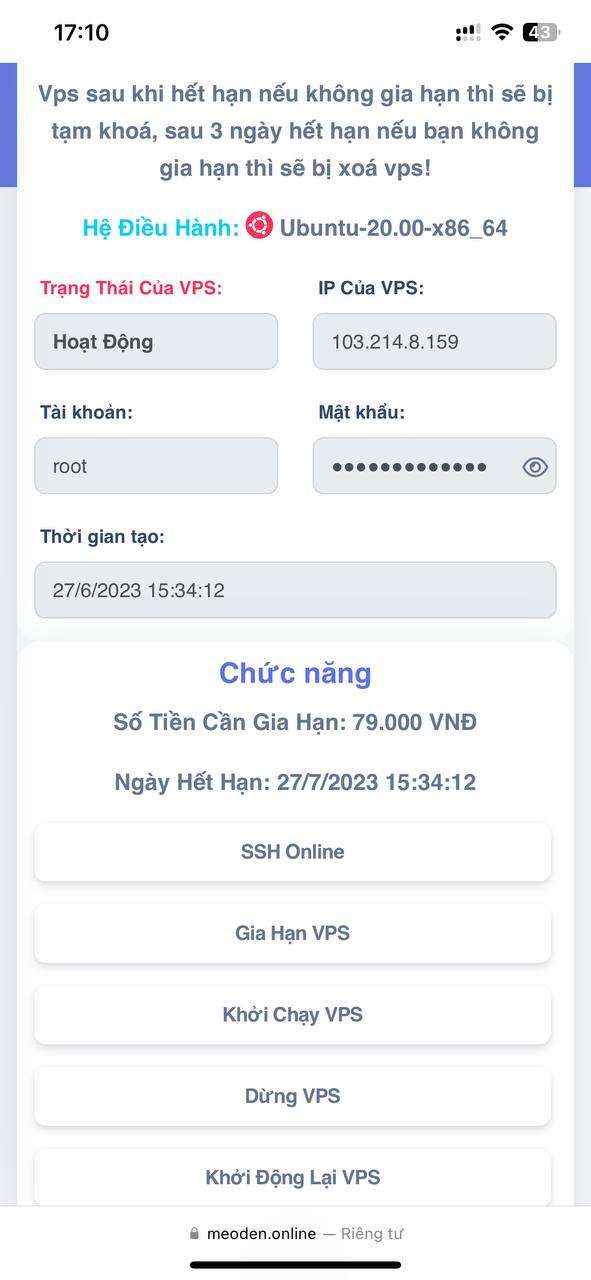 17:10
43
Vps sau khi hết hạn nếu không gia hạn thì sẽ bị
tạm khoá, sau 3 ngày hết hạn nếu bạn không
gia hạn thì sẽ bị xoá vps!
Hệ Điều Hành: Ubuntu-20.00-x86_64
Trạng Thái Của VPS: IP Của VPS:
Hoạt Động 103.214.8.159
Tài khoản: Mật khẩu:
root •••••••••••••
Thời gian tạo:
27/6/2023 15:34:12
Chức năng
Số Tiền Cần Gia Hạn: 79.000 VNĐ
Ngày Hết Hạn: 27/7/2023 15:34:12
SSH Online
Gia Hạn VPS
Khởi Chạy VPS
Dừng VPS
Khởi Động Lại VPS
meoden.online — Riêng tư